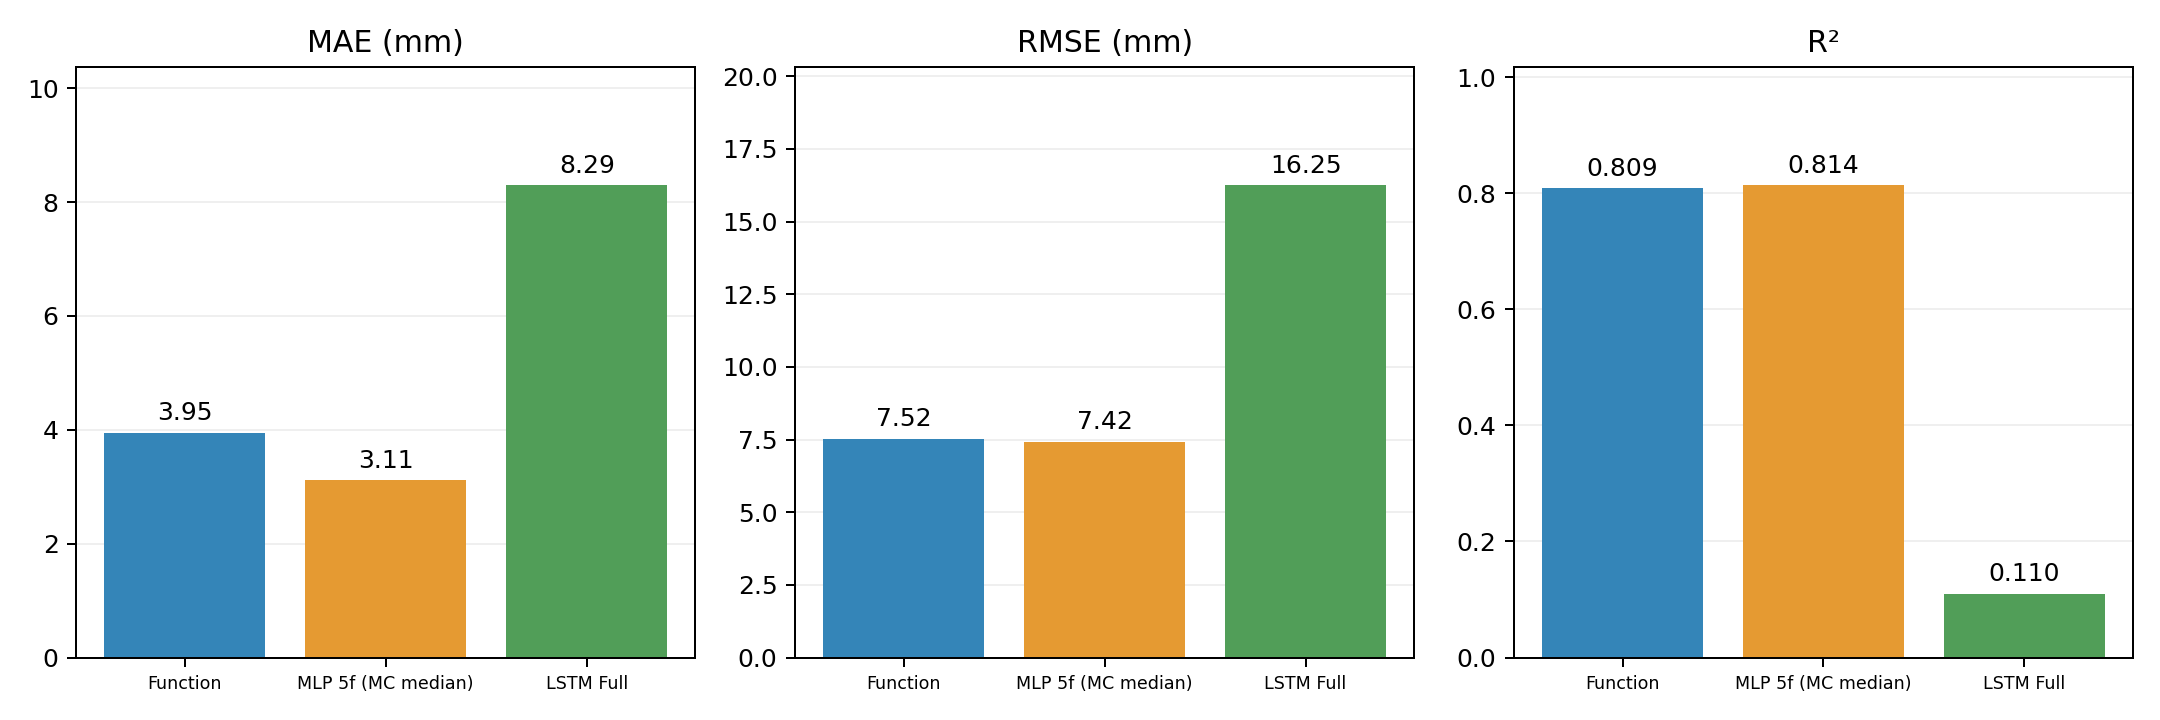 MAE (mm)
10
8
6
4
2
0
3.95
3.11
8.29
Function
MLP 5f (MC median)
LSTM Full
RMSE (mm)
20.0
17.5
15.0
12.5
10.0
7.5
5.0
2.5
0.0
7.52
7.42
16.25
Function
MLP 5f (MC median)
LSTM Full
R²
1.0
0.8
0.6
0.4
0.2
0.0
0.809
0.814
0.110
Function
MLP 5f (MC median)
LSTM Full